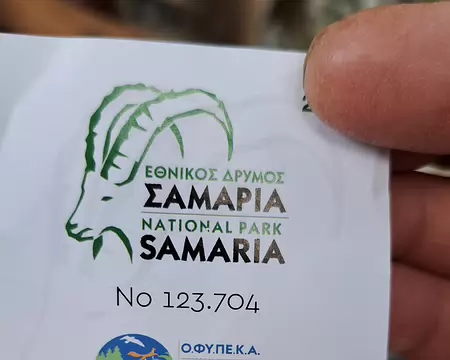 ΕΘΝΙΚΟΣ ΔΡΥΜΟΣ
ΣΑΜΑΡΙΑ
NATIONAL PARK
SAMARIA
No 123.704
Ο.ΦΥ.ΠΕ.Κ.Α.